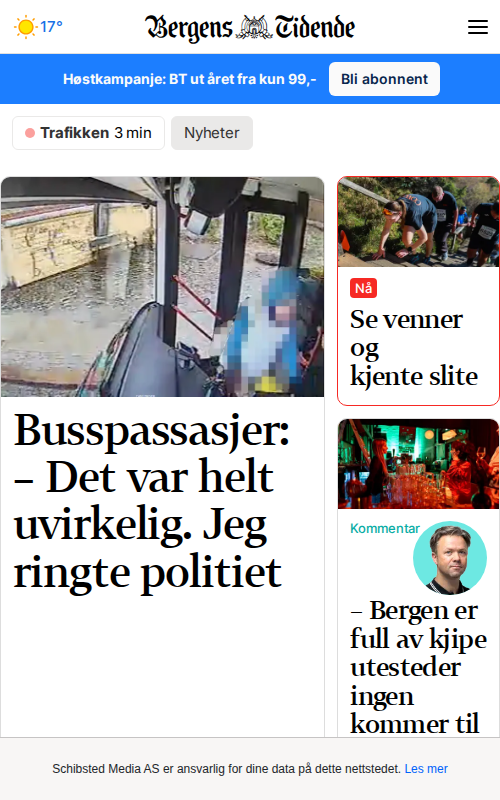 17°
Bergens Tidende
Høstkampanje: BT ut året fra kun 99,-
Bli abonnent
Trafikken 3 min
Nyheter
Busspassasjer:
– Det var helt
uvirkelig. Jeg
ringte politiet
Nå
Se venner
og
kjente slite
Kommentar
– Bergen er
full av kjipe
utesteder
ingen
kommer til
Schibsted Media AS er ansvarlig for dine data på dette nettstedet. Les mer